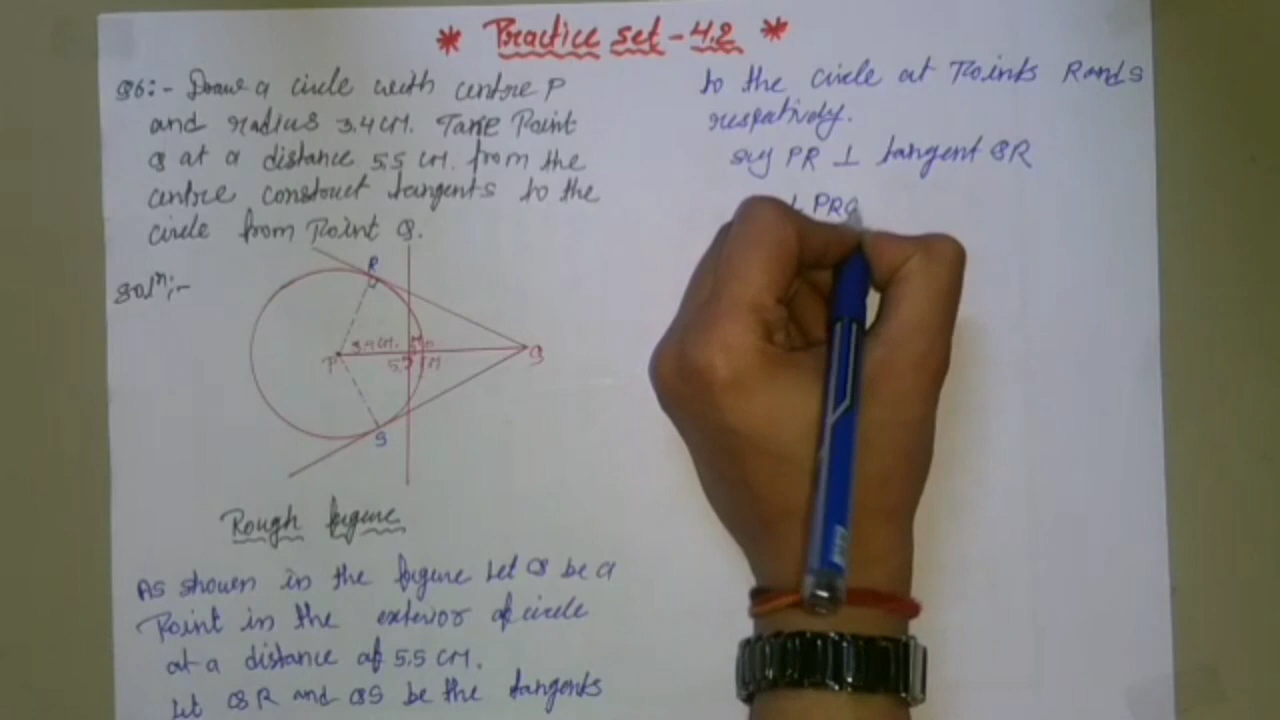 * Practice set - 4.2 *
Q6:- Draw a circle with centre P
and radius 3.4 CM. Take Point
Q at a distance 5.5 CM. from the
centre construct tangents to the
circle from Point Q.
Solⁿ:-
R
3.4 CM. M
P Q
5.5 CM
S
Rough figure
As shown in the figure Let Q be a
Point in the exterior of circle
at a distance of 5.5 CM.
Let QR and QS be the tangents
to the circle at Points R and S
respatively.
seg PR ⊥ tangent QR
∠ PRQ